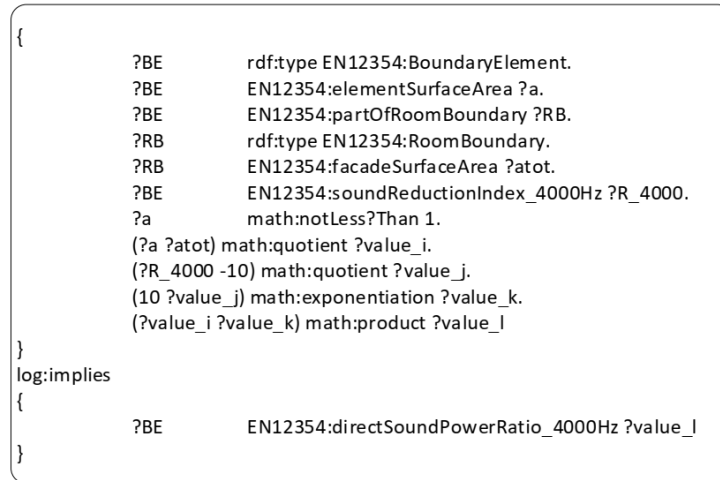 {
?BE rdf:type EN12354:BoundaryElement.
?BE EN12354:elementSurfaceArea ?a.
?BE EN12354:partOfRoomBoundary ?RB.
?RB rdf:type EN12354:RoomBoundary.
?RB EN12354:facadeSurfaceArea ?atot.
?BE EN12354:soundReductionIndex_4000Hz ?R_4000.
?a math:notLess?Than 1.
(?a ?atot) math:quotient ?value_i.
(?R_4000 -10) math:quotient ?value_j.
(10 ?value_j) math:exponentiation ?value_k.
(?value_i ?value_k) math:product ?value_l
}
log:implies
{
?BE EN12354:directSoundPowerRatio_4000Hz ?value_l
}